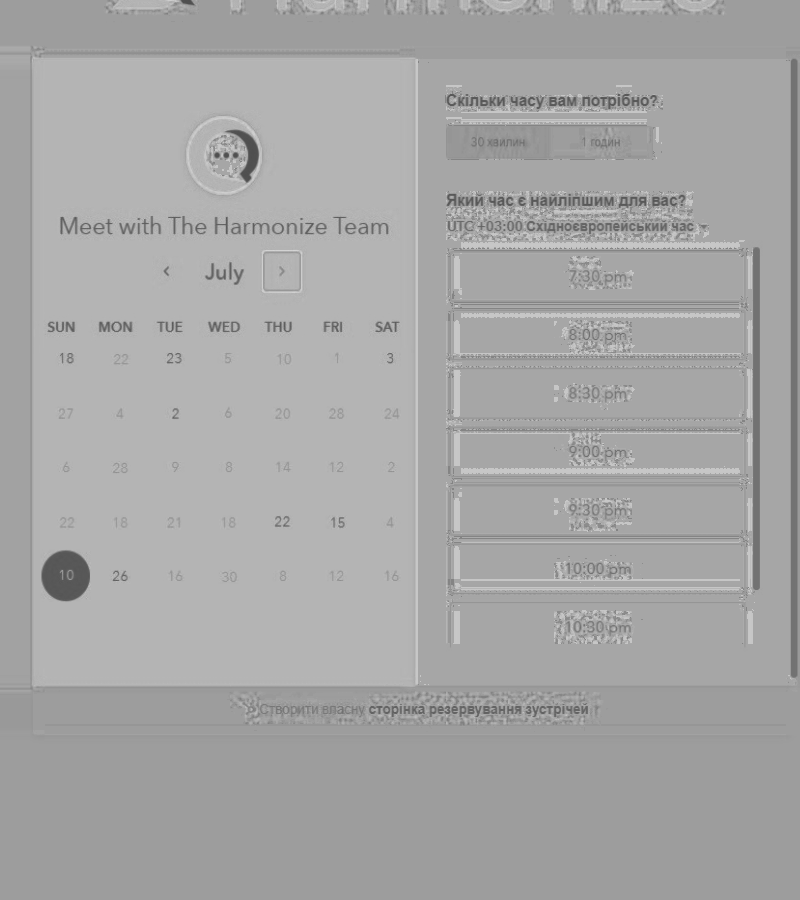 Harmonize
Meet with The Harmonize Team
July
SUN MON TUE WED THU FRI SAT
18 22 23 5 10 1 3
27 4 2 6 20 28 24
6 28 9 8 14 12 2
22 18 21 18 22 15 4
10 26 16 30 8 12 16
Скільки часу вам потрібно?
30 хвилин 1 годин
Який час є найліпшим для вас?
UTC +03:00 Східноєвропейський час
7:30 pm
8:00 pm
8:30 pm
9:00 pm
9:30 pm
10:00 pm
10:30 pm
Створити власну сторінка резервування зустрічей